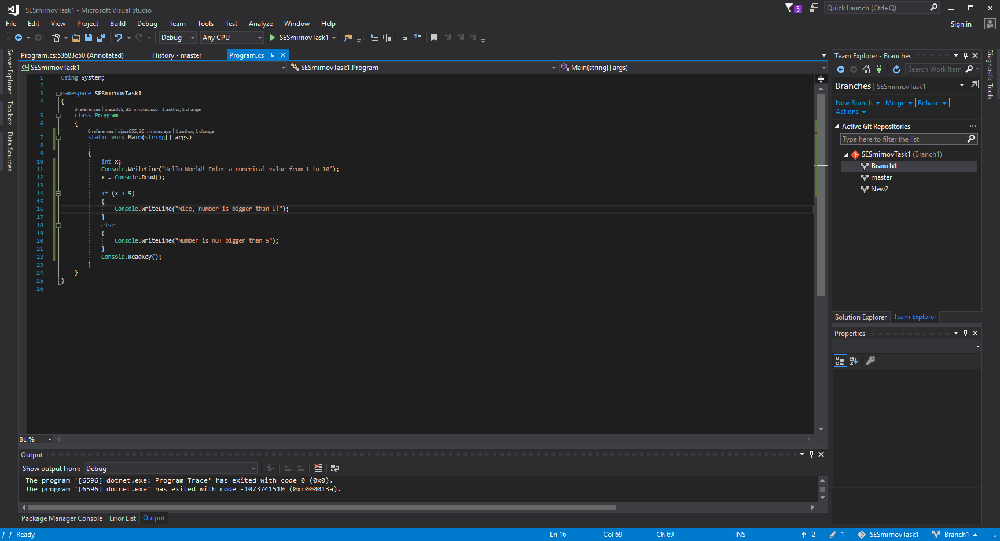 SESmirnovTask1 - Microsoft Visual Studio
5
Quick Launch (Ctrl+Q)
File Edit View Project Build Debug Team Tools Test Analyze Window Help
Sign in
Debug Any CPU SESmirnovTask1
Program.cs;53683c50 (Annotated) History - master Program.cs
C# SESmirnovTask1 SESmirnovTask1.Program Main(string[] args)
Server Explorer
Toolbox
Data Sources
1 using System;
2
3 namespace SESmirnovTask1
4 {
0 references | ojasa055, 35 minutes ago | 1 author, 1 change
5 class Program
6 {
0 references | ojasa055, 35 minutes ago | 1 author, 1 change
7 static void Main(string[] args)
8
9 {
10 int x;
11 Console.WriteLine("Hello World! Enter a numerical value from 1 to 10");
12 x = Console.Read();
13
14 if (x > 5)
15 {
16 Console.WriteLine("Nice, number is bigger than 5!");
17 }
18 else
19 {
20 Console.WriteLine("Number is NOT bigger than 5");
21 }
22 Console.ReadKey();
23 }
24 }
25 }
26
81 %
Team Explorer - Branches
Search Work Item
Branches | SESmirnovTask1
New Branch | Merge | Rebase |
Actions
Active Git Repositories
Type here to filter the list
SESmirnovTask1 (Branch1)
Branch1
master
New2
Solution Explorer Team Explorer
Properties
Diagnostic Tools
Output
Show output from: Debug
The program '[6596] dotnet.exe: Program Trace' has exited with code 0 (0x0).
The program '[6596] dotnet.exe' has exited with code -1073741510 (0xc000013a).
Package Manager Console Error List Output
Ready Ln 16 Col 69 Ch 69 INS 2 1 SESmirnovTask1 Branch1